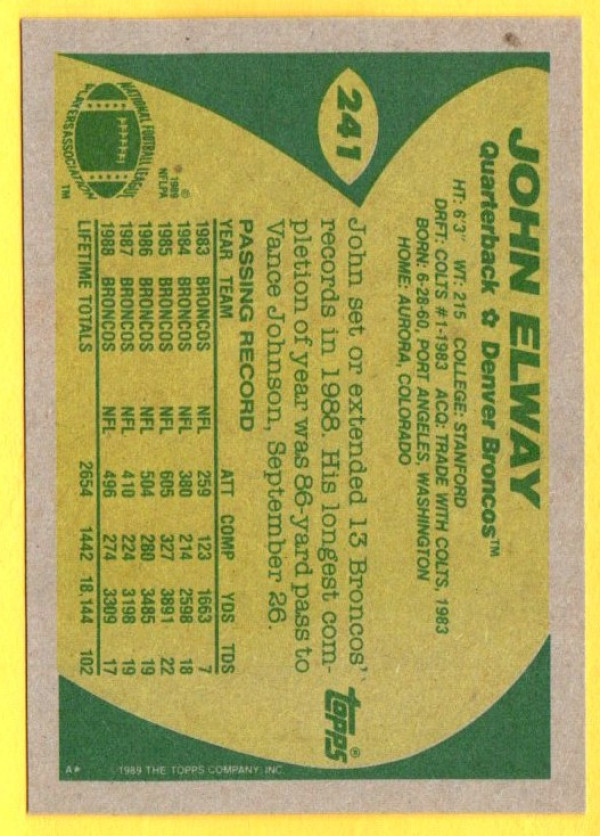 241
JOHN ELWAY
Quarterback ✩ Denver Broncos™
HT: 6'3" WT: 215 COLLEGE: STANFORD
DRFT: COLTS #1-1983 ACQ: TRADE WITH COLTS, 1983
BORN: 6-28-60, PORT ANGELES, WASHINGTON
HOME: AURORA, COLORADO
topps®
John set or extended 13 Broncos'
records in 1988. His longest com-
pletion of year was 86-yard pass to
Vance Johnson, September 26.
NATIONAL FOOTBALL LEAGUE
PLAYERS ASSOCIATION
™
®
© 1989
NFLPA
PASSING RECORD
YEAR TEAM ATT COMP YDS TDS
1983 BRONCOS NFL 259 123 1663 7
1984 BRONCOS NFL 380 214 2598 18
1985 BRONCOS NFL 605 327 3891 22
1986 BRONCOS NFL 504 280 3485 19
1987 BRONCOS NFL 410 224 3198 19
1988 BRONCOS NFL 496 274 3309 17
LIFETIME TOTALS 2654 1442 18,144 102
A* 1989 THE TOPPS COMPANY, INC.